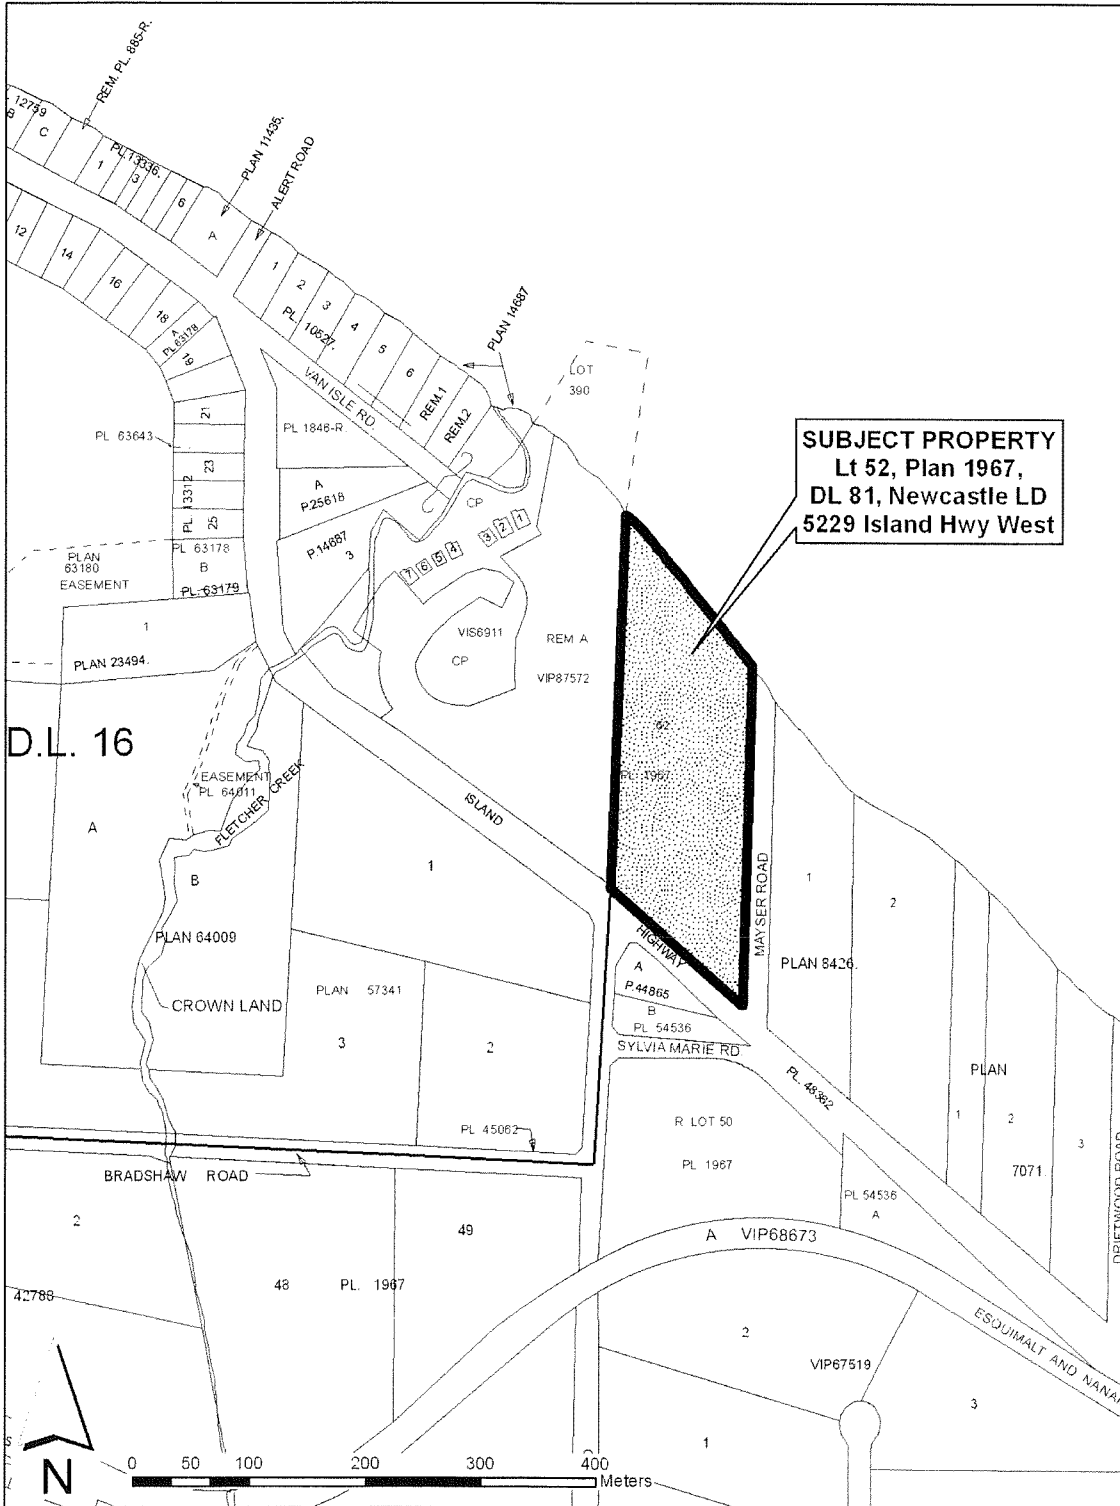 REM. PL. 885-R.
12759
B
C
1
PL.13336.
3
6
PLAN 11435.
A
ALERT ROAD
12
14
16
18
A
PL 63178
19
1
2
3
PL. 10527.
4
5
6
REM.1
REM.2
PLAN 14687
VAN ISLE RD.
LOT
390
PL 1846-R.
21
PL 63643
23
PL. 13312
25
A
P.25618
P.14687
3
CP
1
2
3
4
5
6
7
SUBJECT PROPERTY
Lt 52, Plan 1967,
DL 81, Newcastle LD
5229 Island Hwy West
PLAN
63180
EASEMENT
PL 63178
B
PL. 63179
1
PLAN 23494.
VIS6911
CP
REM A
VIP87572
D.L. 16
52
PL. 1967
EASEMENT
PL 64011
FLETCHER CREEK
ISLAND
HIGHWAY
A
B
1
MAYSER ROAD
1
2
PLAN 8426.
PLAN 64009
CROWN LAND
PLAN 57341
3
2
A
P.44865
B
PL 54536
SYLVIA MARIE RD.
PL. 48382
PLAN
1
2
3
7071.
DRIFTWOOD ROAD
PL 45062
R LOT 50
PL 1967
PL 54536
A
BRADSHAW ROAD
2
49
48 PL. 1967
42788
A VIP68673
ESQUIMALT AND NANAI
2
VIP67519
3
1
N
0 50 100 200 300 400
Meters